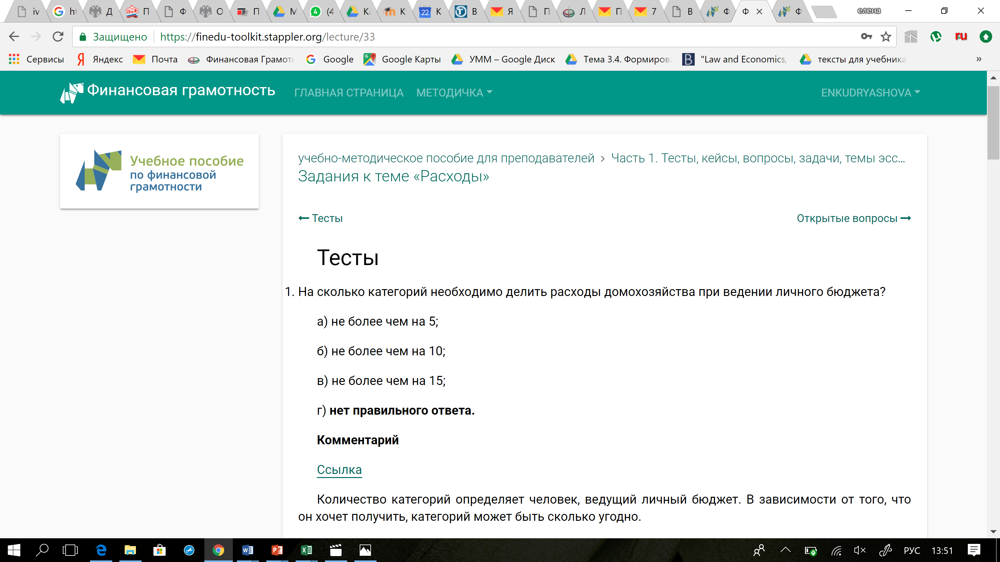 iv ht Д П Ф О П М (4 Ка Ку 22 К В Я П Л П 7 В Ф Ф Ф елена
Защищено https://finedu-toolkit.stappler.org/lecture/33
Сервисы Яндекс Почта Финансовая Грамотн Google Google Карты УММ – Google Диск Тема 3.4. Формирова "Law and Economics, тексты для учебника »
Финансовая грамотность ГЛАВНАЯ СТРАНИЦА МЕТОДИЧКА ENKUDRYASHOVA
Учебное пособие
по финансовой
грамотности
учебно-методическое пособие для преподавателей > Часть 1. Тесты, кейсы, вопросы, задачи, темы эсс...
Задания к теме «Расходы»
← Тесты Открытые вопросы →
Тесты
1. На сколько категорий необходимо делить расходы домохозяйства при ведении личного бюджета?
а) не более чем на 5;
б) не более чем на 10;
в) не более чем на 15;
г) нет правильного ответа.
Комментарий
Ссылка
Количество категорий определяет человек, ведущий личный бюджет. В зависимости от того, что
он хочет получить, категорий может быть сколько угодно.
РУС 13:51